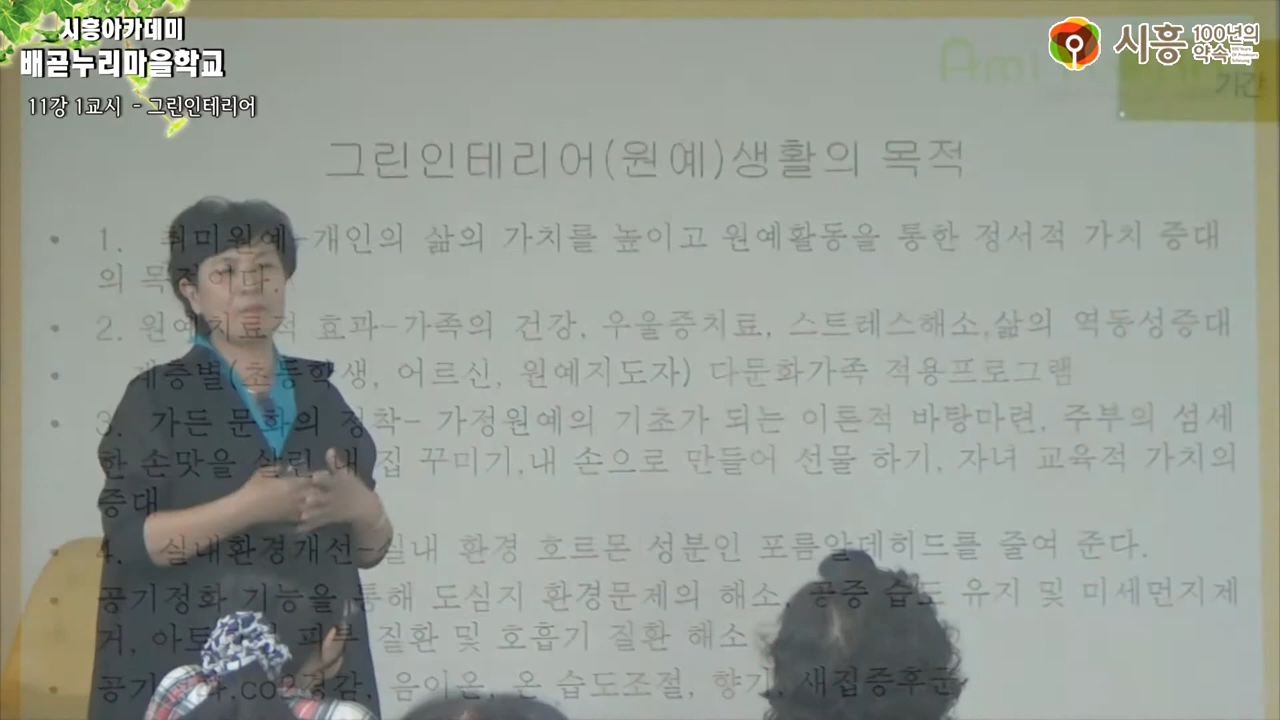 시흥아카데미
배곧누리마을학교
11강 1교시 - 그린인테리어
시흥 100년의 약속
기간
그린인테리어(원예)생활의 목적
1. 취미원예-개인의 삶의 가치를 높이고 원예활동을 통한 정서적 가치 증대
의 목적이다.
2. 원예치료적 효과-가족의 건강, 우울증치료, 스트레스해소,삶의 역동성증대
계층별(초등학생, 어르신, 원예지도자) 다문화가족 적용프로그램
3. 가든 문화의 정착- 가정원예의 기초가 되는 이론적 바탕마련, 주부의 섬세
한 손맛을 살린 내 집 꾸미기,내 손으로 만들어 선물 하기, 자녀 교육적 가치의
증대
4. 실내환경개선-실내 환경 호르몬 성분인 포름알데히드를 줄여 준다.
공기정화 기능을 통해 도심지 환경문제의 해소, 공중 습도 유지 및 미세먼지제
거, 아토피 피부 질환 및 호흡기 질환 해소
공기 co2경감, 음이온, 온 습도조절, 향기, 새집증후군